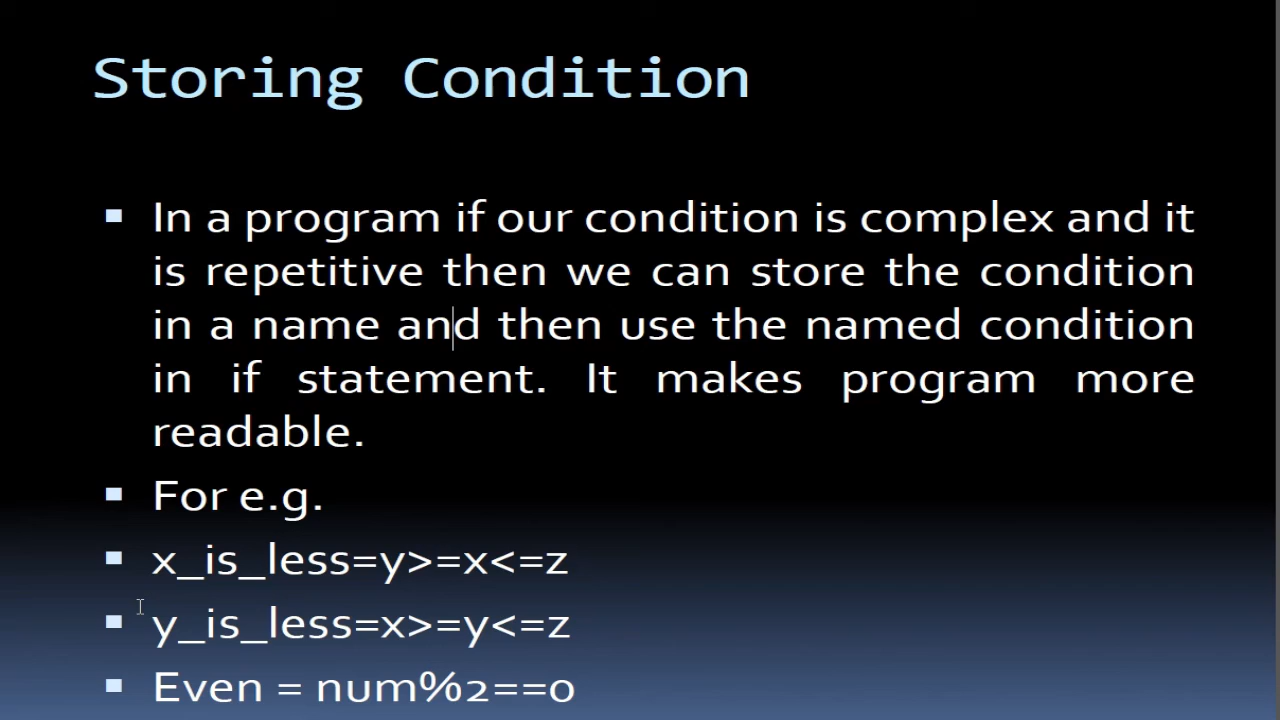 Storing Condition
In a program if our condition is complex and it
is repetitive then we can store the condition
in a name and then use the named condition
in if statement. It makes program more
readable.
For e.g.
x_is_less=y>=x<=z
y_is_less=x>=y<=z
Even = num%2==0